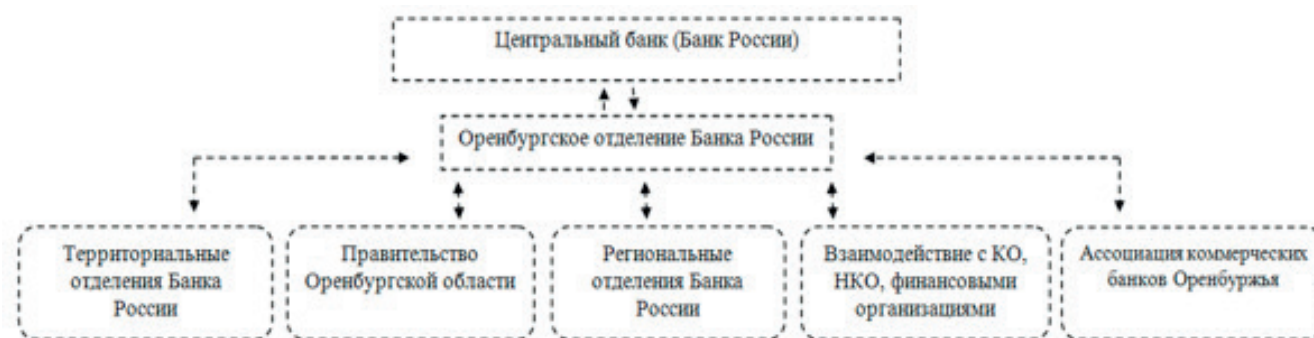 Центральный банк (Банк России)
Оренбургское отделение Банка России
Территориальные
отделения Банка
России
Правительство
Оренбургской области
Региональные
отделения Банка
России
Взаимодействие с КО,
НКО, финансовыми
организациями
Ассоциация коммерческих
банков Оренбуржья